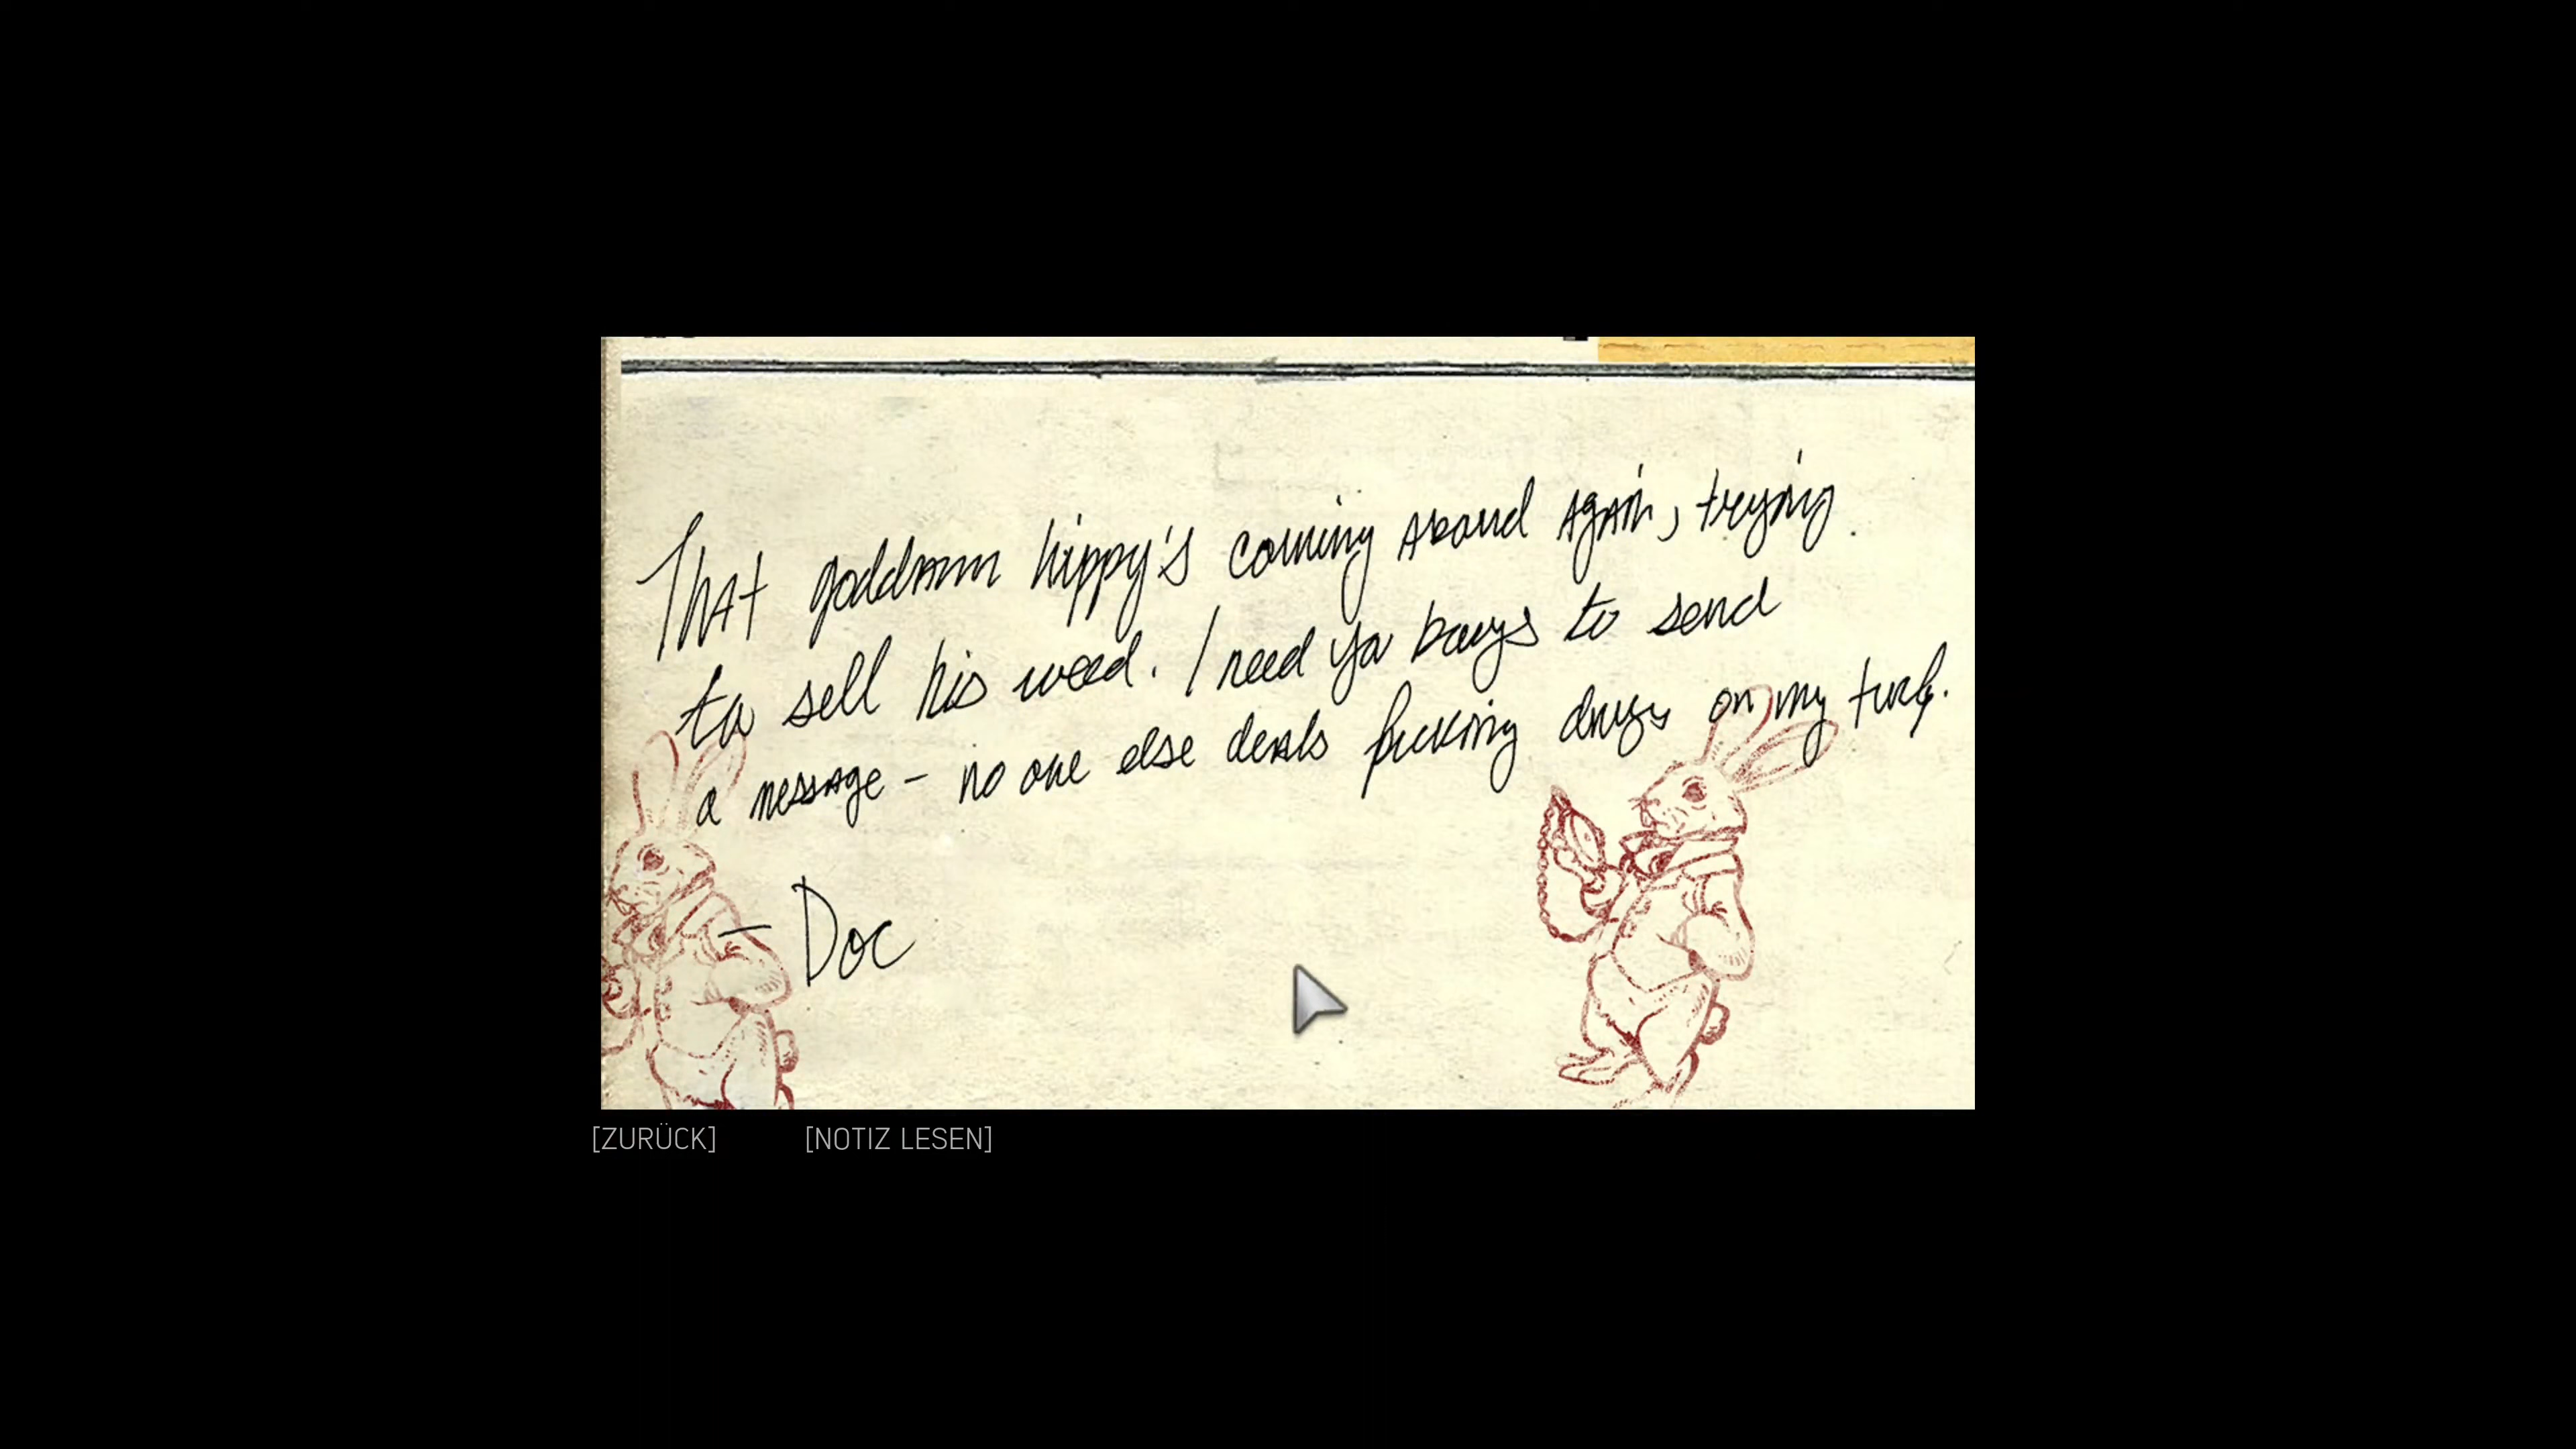 That goddamn hippy's coming around again, trying
to sell his weed. I need ya boys to send
a message - no one else deals fucking drugs on my turf.
- Doc
[ZURÜCK] [NOTIZ LESEN]